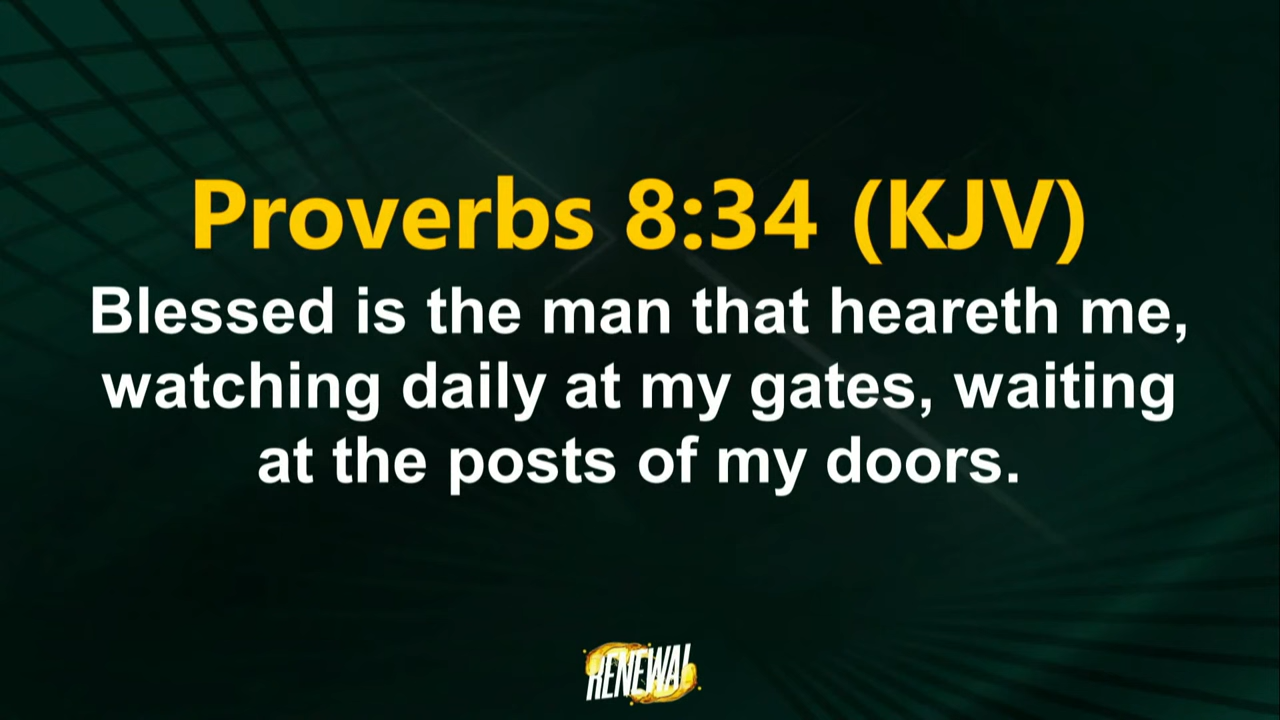 Proverbs 8:34 (KJV)
Blessed is the man that heareth me,
watching daily at my gates, waiting
at the posts of my doors.
RENEWAL